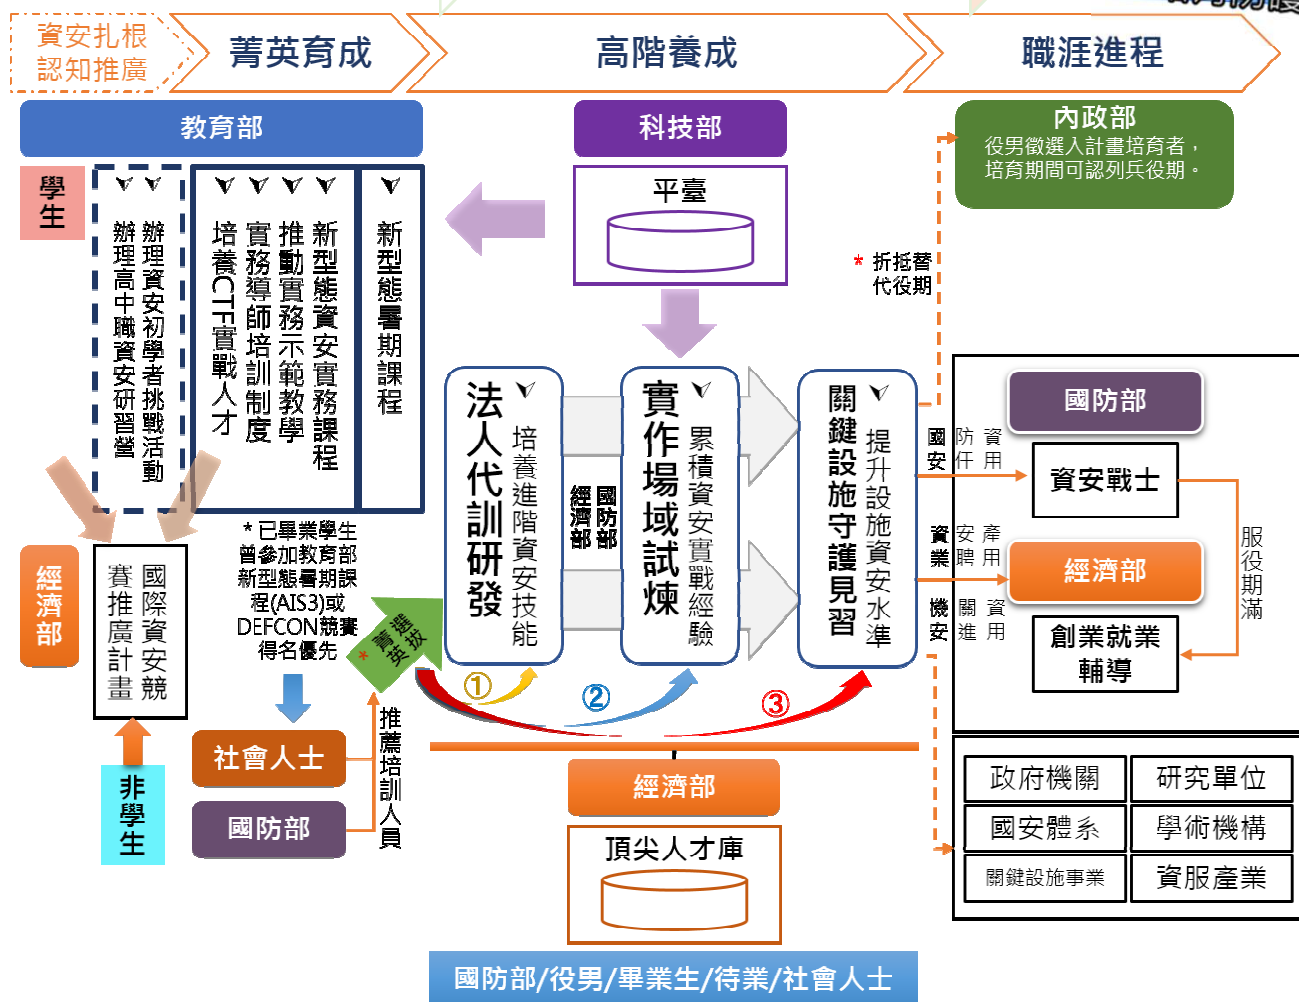 資安扎根
認知推廣
菁英育成
高階養成
職涯進程
教育部
科技部
內政部
役男徵選入計畫培育者，
培育期間可認列兵役期。
學生
辦理資安初學者挑戰活動
辦理高中職資安研習營
新型態資安實務課程
推動實務示範教學
實務導師培訓制度
培養CTF實戰人才
新型態暑期課程
平臺
* 折抵替
代役期
法人代訓研發
培養進階資安技能
國防部
經濟部
實作場域試煉
累積資安實戰經驗
關鍵設施守護見習
提升設施資安水準
國防資
安仟用
資安產
業聘用
機關資
安進用
國防部
資安戰士
經濟部
創業就業
輔導
服役期滿
經濟部
國際資安競
賽推廣計畫
非學生
* 已畢業學生
曾參加教育部
新型態暑期課
程(AIS3)或
DEFCON競賽
得名優先
* 菁英
選拔
社會人士
國防部
推薦培訓人員
①
②
③
經濟部
頂尖人才庫
國防部/役男/畢業生/待業/社會人士
政府機關
研究單位
國安體系
學術機構
關鍵設施事業
資服產業